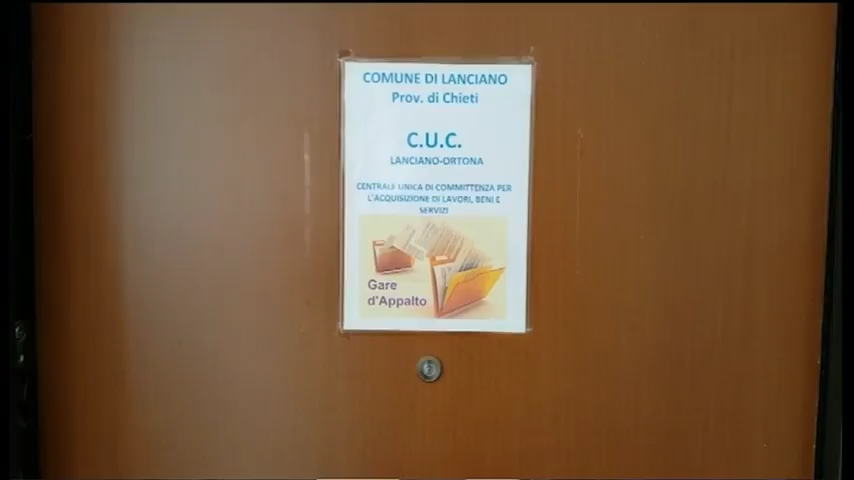 COMUNE DI LANCIANO
Prov. di Chieti
C.U.C.
LANCIANO-ORTONA
CENTRALE UNICA DI COMMITTENZA PER
L'ACQUISIZIONE DI LAVORI, BENI E
SERVIZI
Gare
d'Appalto